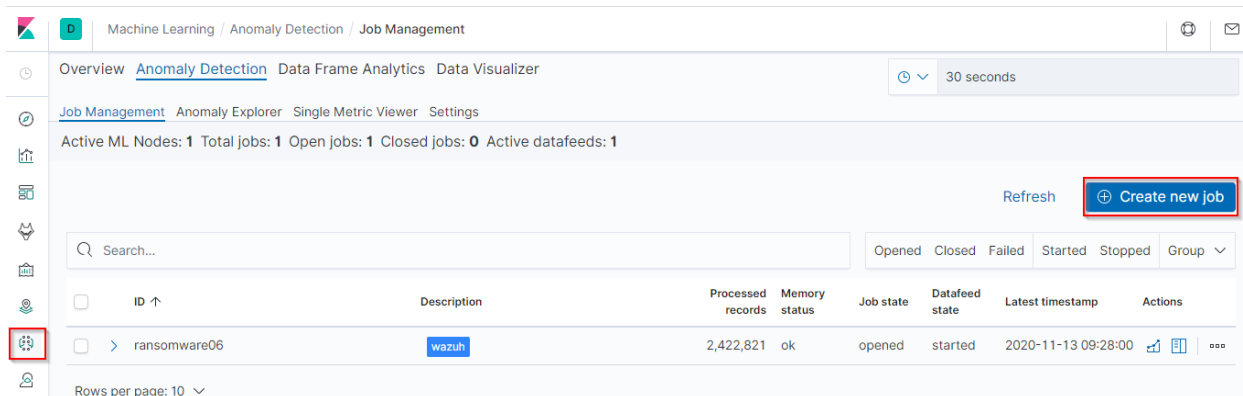 D Machine Learning / Anomaly Detection / Job Management
Overview Anomaly Detection Data Frame Analytics Data Visualizer
30 seconds
Job Management Anomaly Explorer Single Metric Viewer Settings
Active ML Nodes: 1 Total jobs: 1 Open jobs: 1 Closed jobs: 0 Active datafeeds: 1
Refresh Create new job
Search... Opened Closed Failed Started Stopped Group
ID Description Processed records Memory status Job state Datafeed state Latest timestamp Actions
ransomware06 wazuh 2,422,821 ok opened started 2020-11-13 09:28:00
Rows per page: 10